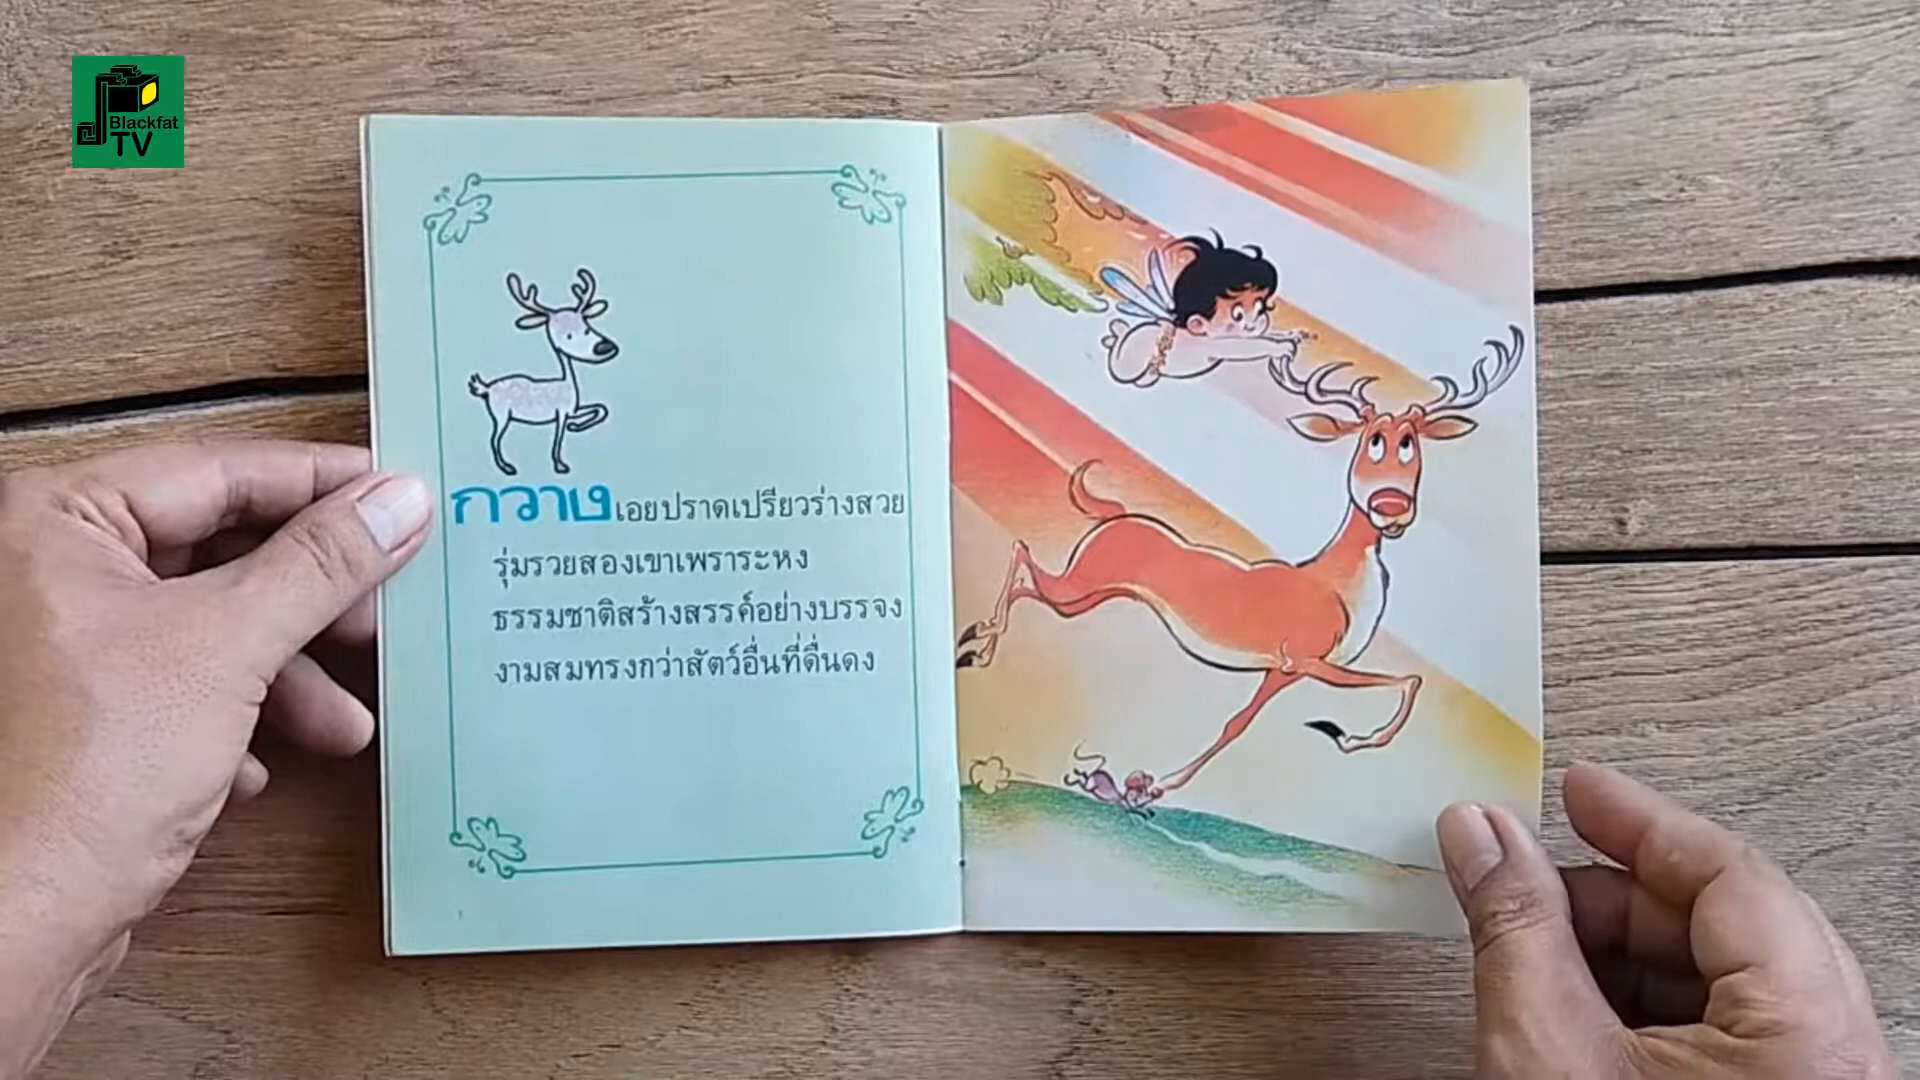 Blackfat
TV
กวางเอยปราดเปรียวร่างสวย
รุ่มรวยสองเขาเพราระหง
ธรรมชาติสร้างสรรค์อย่างบรรจง
งามสมทรงกว่าสัตว์อื่นที่ดื่นดง